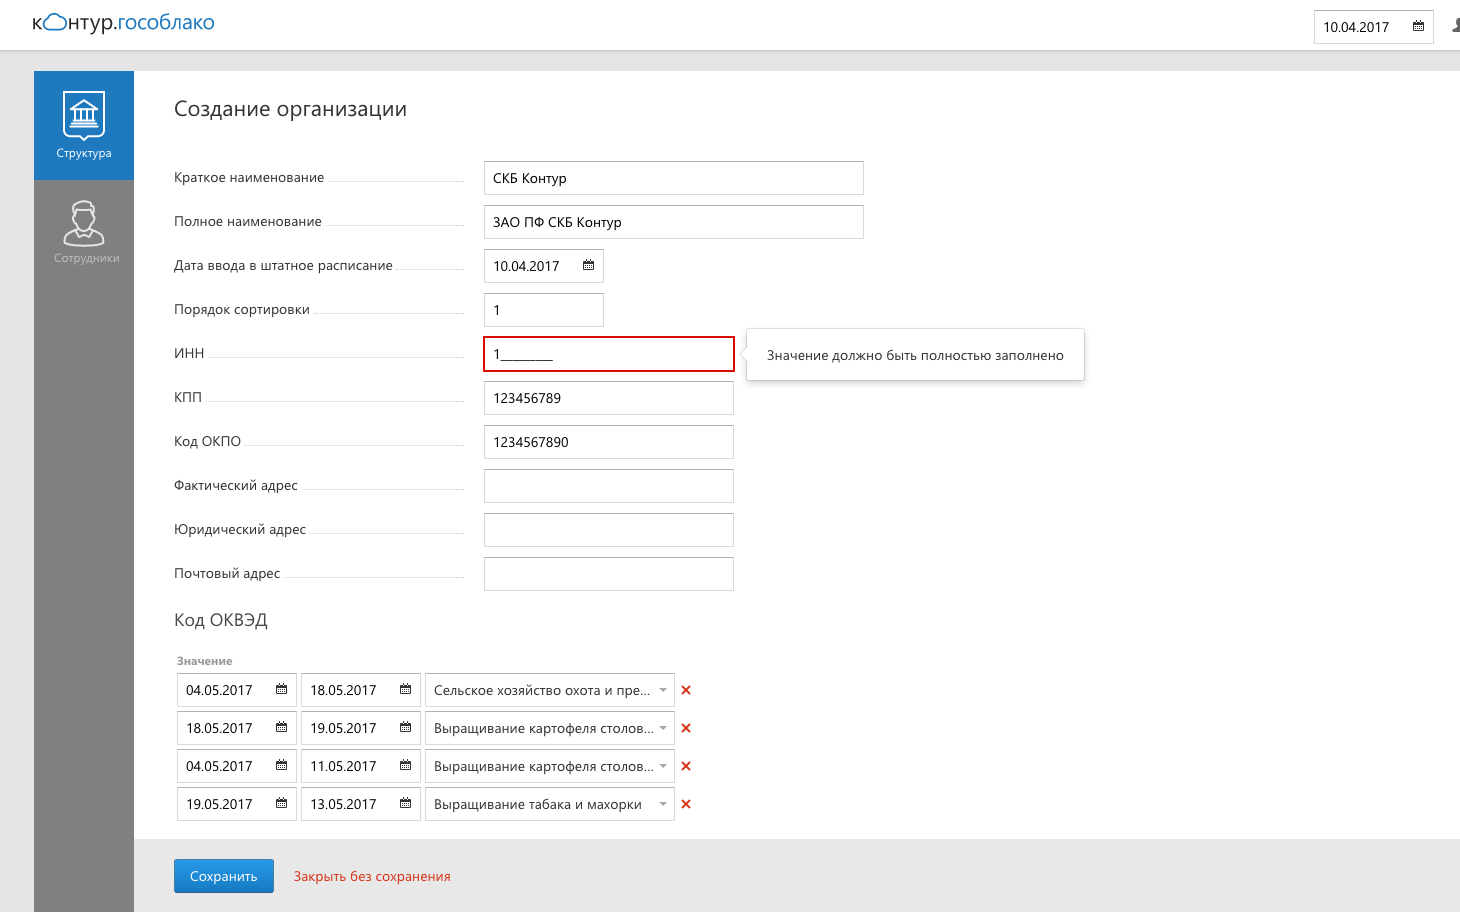 контур.гособлако
10.04.2017
Структура
Сотрудники
Создание организации
Краткое наименование СКБ Контур
Полное наименование ЗАО ПФ СКБ Контур
Дата ввода в штатное расписание 10.04.2017
Порядок сортировки 1
ИНН 1_________ Значение должно быть полностью заполнено
КПП 123456789
Код ОКПО 1234567890
Фактический адрес
Юридический адрес
Почтовый адрес
Код ОКВЭД
Значение
04.05.2017 18.05.2017 Сельское хозяйство охота и пре...
18.05.2017 19.05.2017 Выращивание картофеля столов...
04.05.2017 11.05.2017 Выращивание картофеля столов...
19.05.2017 13.05.2017 Выращивание табака и махорки
Сохранить Закрыть без сохранения